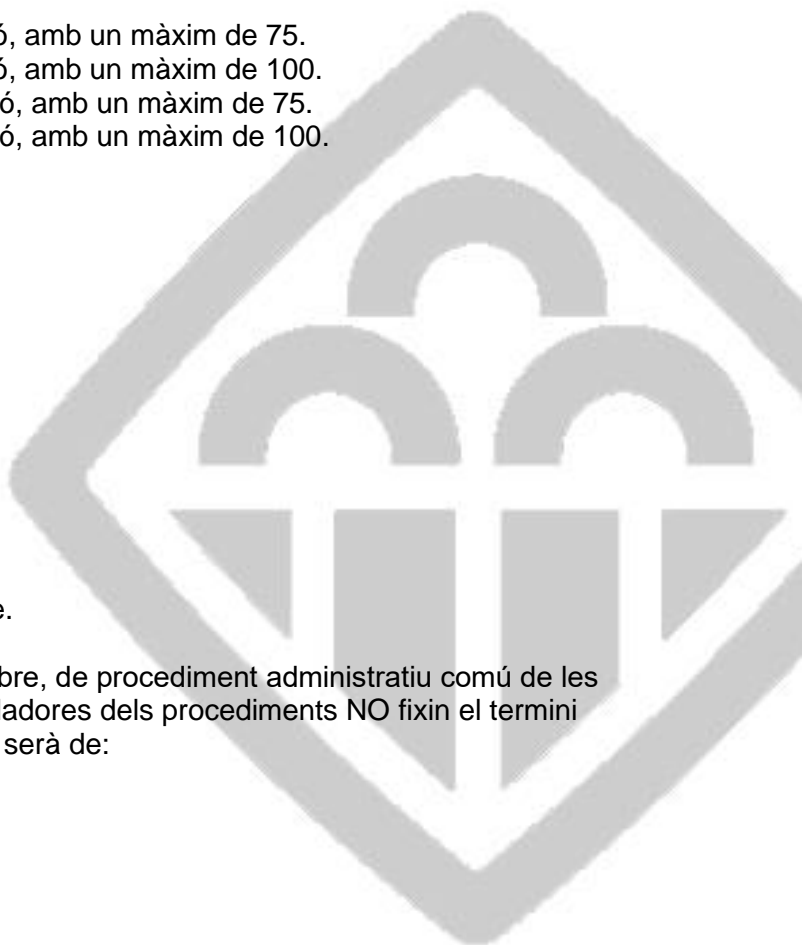 ó, amb un màxim de 75.
ó, amb un màxim de 100.
ó, amb un màxim de 75.
ó, amb un màxim de 100.
e.
bre, de procediment administratiu comú de les
ladores dels procediments NO fixin el termini
serà de: